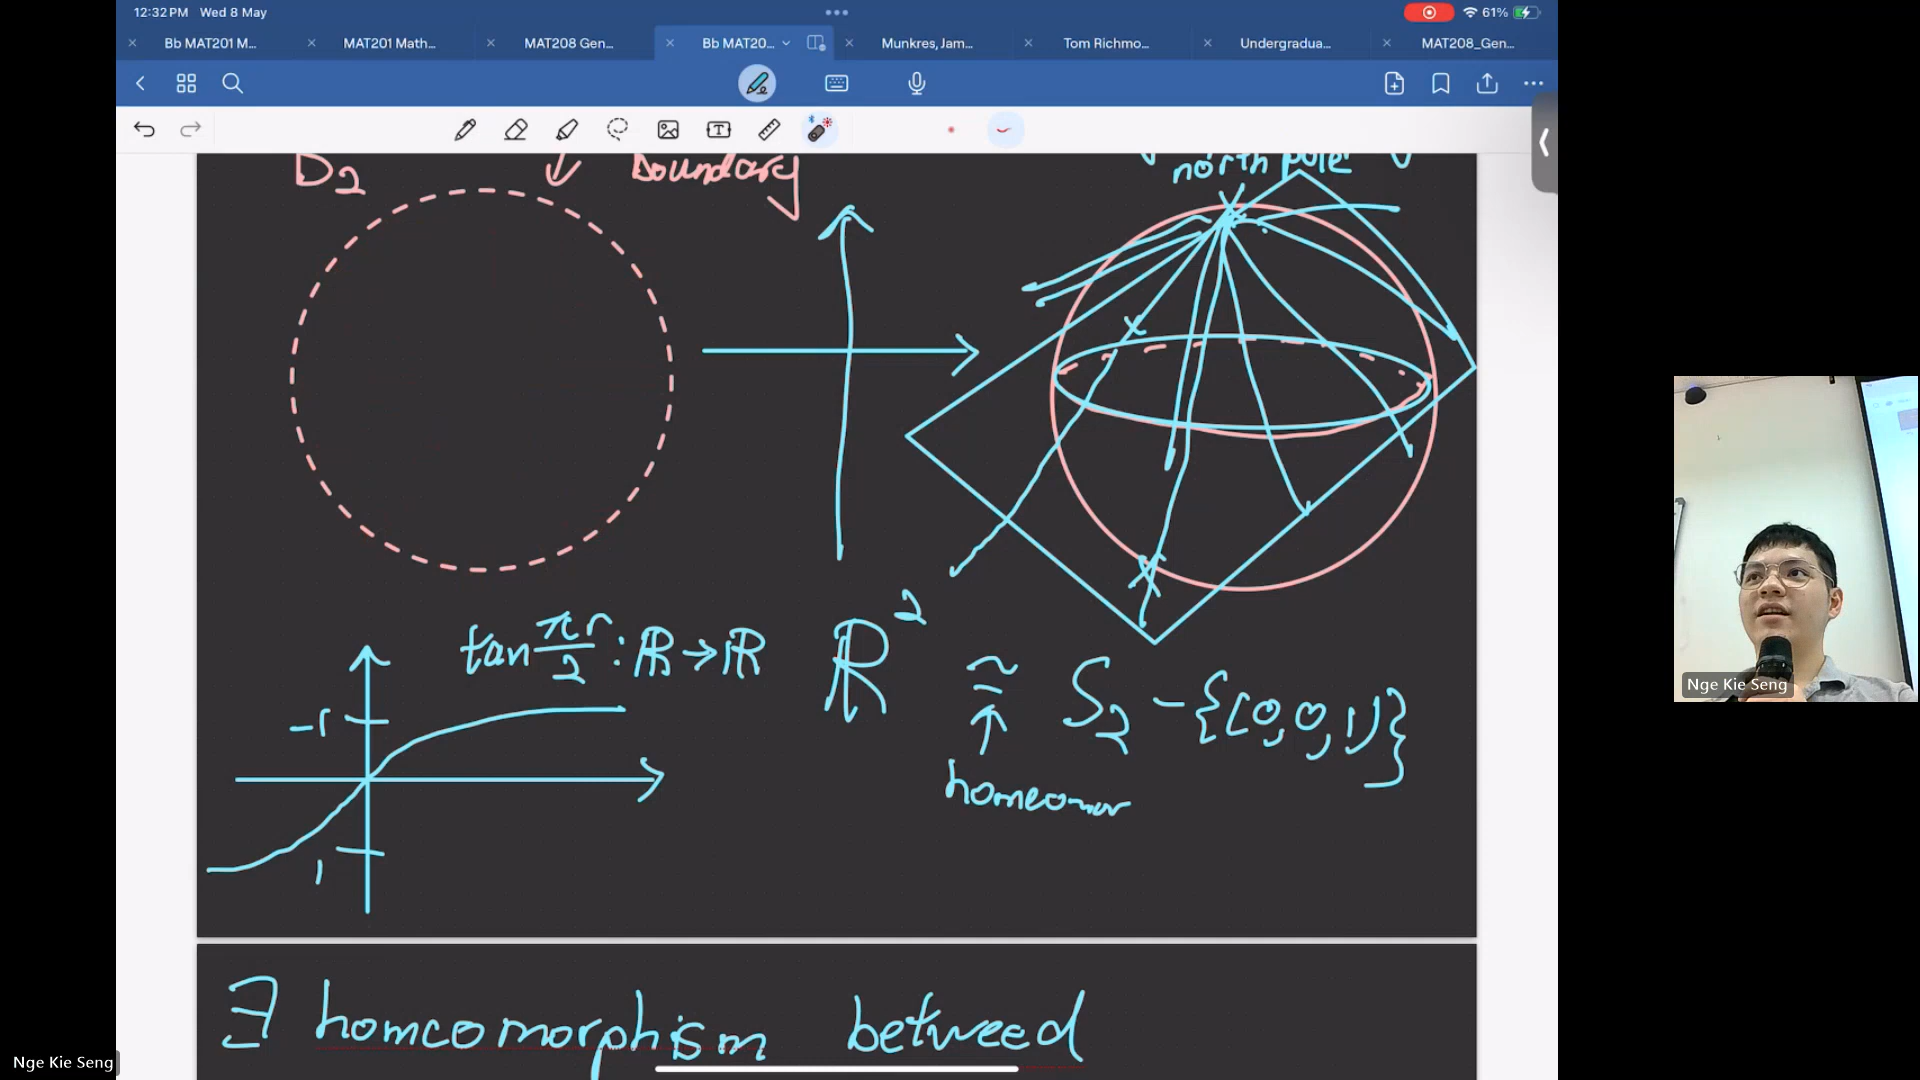 12:32 PM Wed 8 May
61%
Bb MAT201 M...
MAT201 Math...
MAT208 Gen...
Bb MAT20...
Munkres, Jam...
Tom Richmo...
Undergradua...
MAT208_Gen...
D2
Boundary
north pole
tan πr/2 : ℝ→ℝ
ℝ² ≅ S2 - {(0,0,1)}
homeomor
-1
1
∃ homeomorphism betweed
Nge Kie Seng
Nge Kie Seng